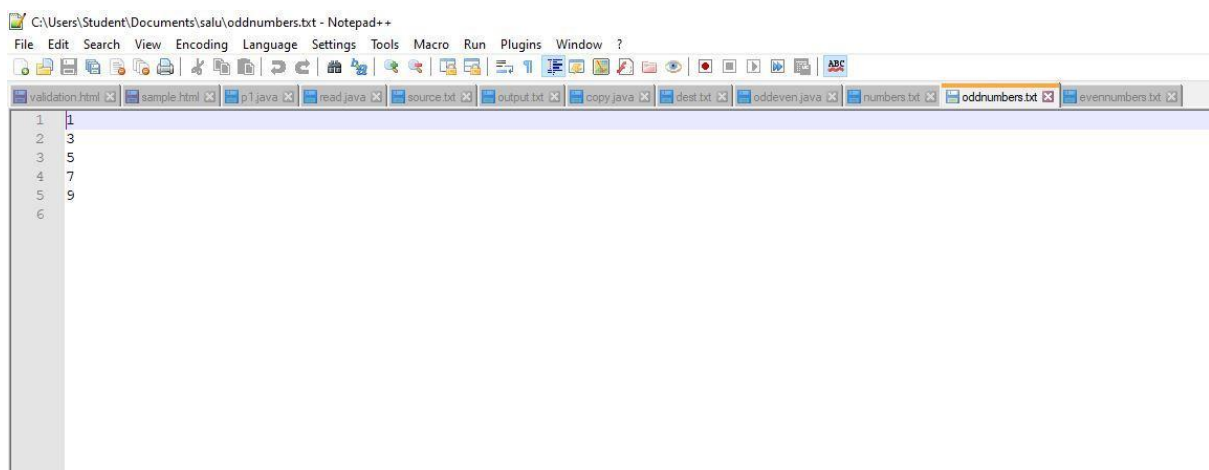 C:\Users\Student\Documents\salu\oddnumbers.txt - Notepad++
File Edit Search View Encoding Language Settings Tools Macro Run Plugins Window ?
ABC
validation.html sample.html p1.java read.java source.txt output.txt copy.java dest.txt oddeven.java numbers.txt oddnumbers.txt evennumbers.txt
1 1
2 3
3 5
4 7
5 9
6